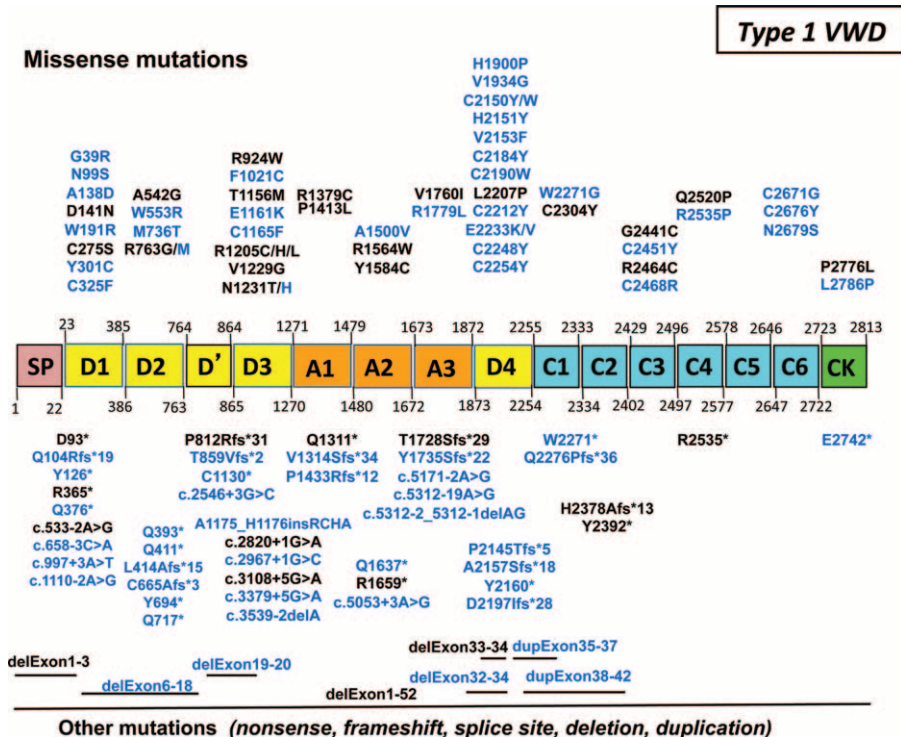 Type 1 VWD
Missense mutations
H1900P
V1934G
C2150Y/W
H2151Y
V2153F
C2184Y
C2190W
L2207P
C2212Y
E2233K/V
C2248Y
C2254Y
G39R
N99S
A138D
D141N
W191R
C275S
Y301C
C325F
A542G
W553R
M736T
R763G/M
R924W
F1021C
T1156M
E1161K
C1165F
R1205C/H/L
V1229G
N1231T/H
R1379C
P1413L
A1500V
R1564W
Y1584C
V1760I
R1779L
W2271G
C2304Y
G2441C
C2451Y
R2464C
C2468R
Q2520P
R2535P
C2671G
C2676Y
N2679S
P2776L
L2786P
23 385 764 864 1271 1479 1673 1872 2255 2333 2429 2496 2578 2646 2723 2813
SP D1 D2 D' D3 A1 A2 A3 D4 C1 C2 C3 C4 C5 C6 CK
1 22 386 763 865 1270 1480 1672 1873 2254 2334 2402 2497 2577 2647 2722
D93*
Q104Rfs*19
Y126*
R365*
Q376*
c.533-2A>G
c.658-3C>A
c.997+3A>T
c.1110-2A>G
Q393*
Q411*
L414Afs*15
C665Afs*3
Y694*
Q717*
P812Rfs*31
T859Vfs*2
C1130*
c.2546+3G>C
A1175_H1176insRCHA
c.2820+1G>A
c.2967+1G>C
c.3108+5G>A
c.3379+5G>A
c.3539-2delA
Q1311*
V1314Sfs*34
P1433Rfs*12
Q1637*
R1659*
c.5053+3A>G
T1728Sfs*29
Y1735Sfs*22
c.5171-2A>G
c.5312-19A>G
c.5312-2_5312-1delAG
P2145Tfs*5
A2157Sfs*18
Y2160*
D2197Ifs*28
W2271*
Q2276Pfs*36
H2378Afs*13
Y2392*
R2535*
E2742*
delExon1-3
delExon6-18
delExon19-20
delExon1-52
delExon33-34
delExon32-34
dupExon35-37
dupExon38-42
Other mutations (nonsense, frameshift, splice site, deletion, duplication)